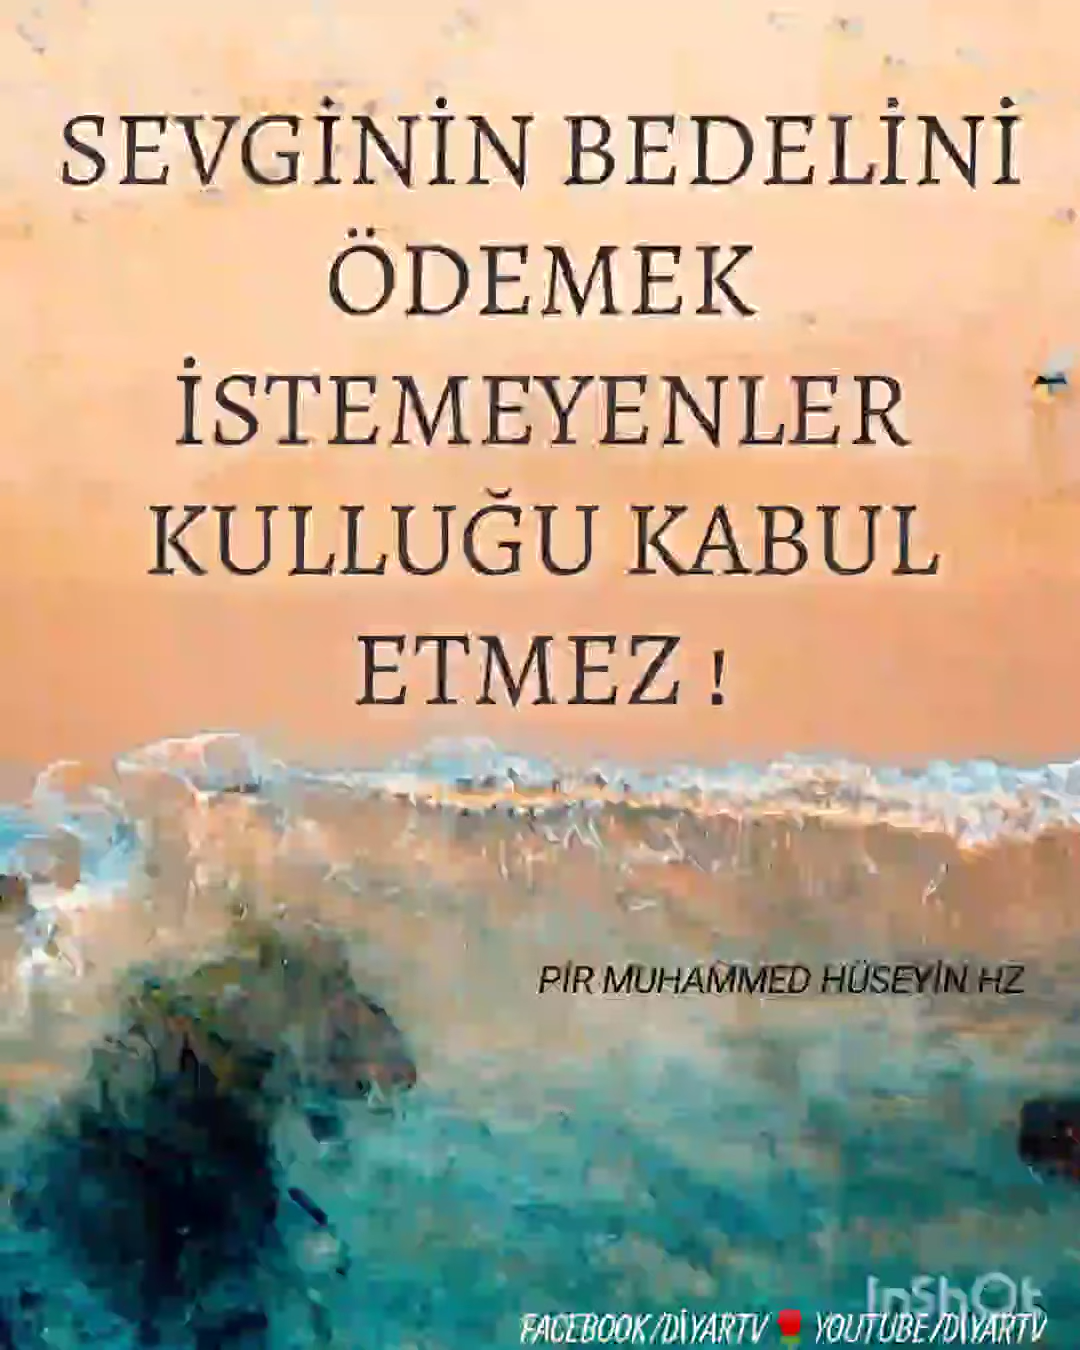 SEVGİNİN BEDELİNİ
ÖDEMEK
İSTEMEYENLER
KULLUĞU KABUL
ETMEZ !
PİR MUHAMMED HÜSEYİN HZ
InShOt
FACEBOOK/DİYARTV🌹YOUTUBE/DİYARTV